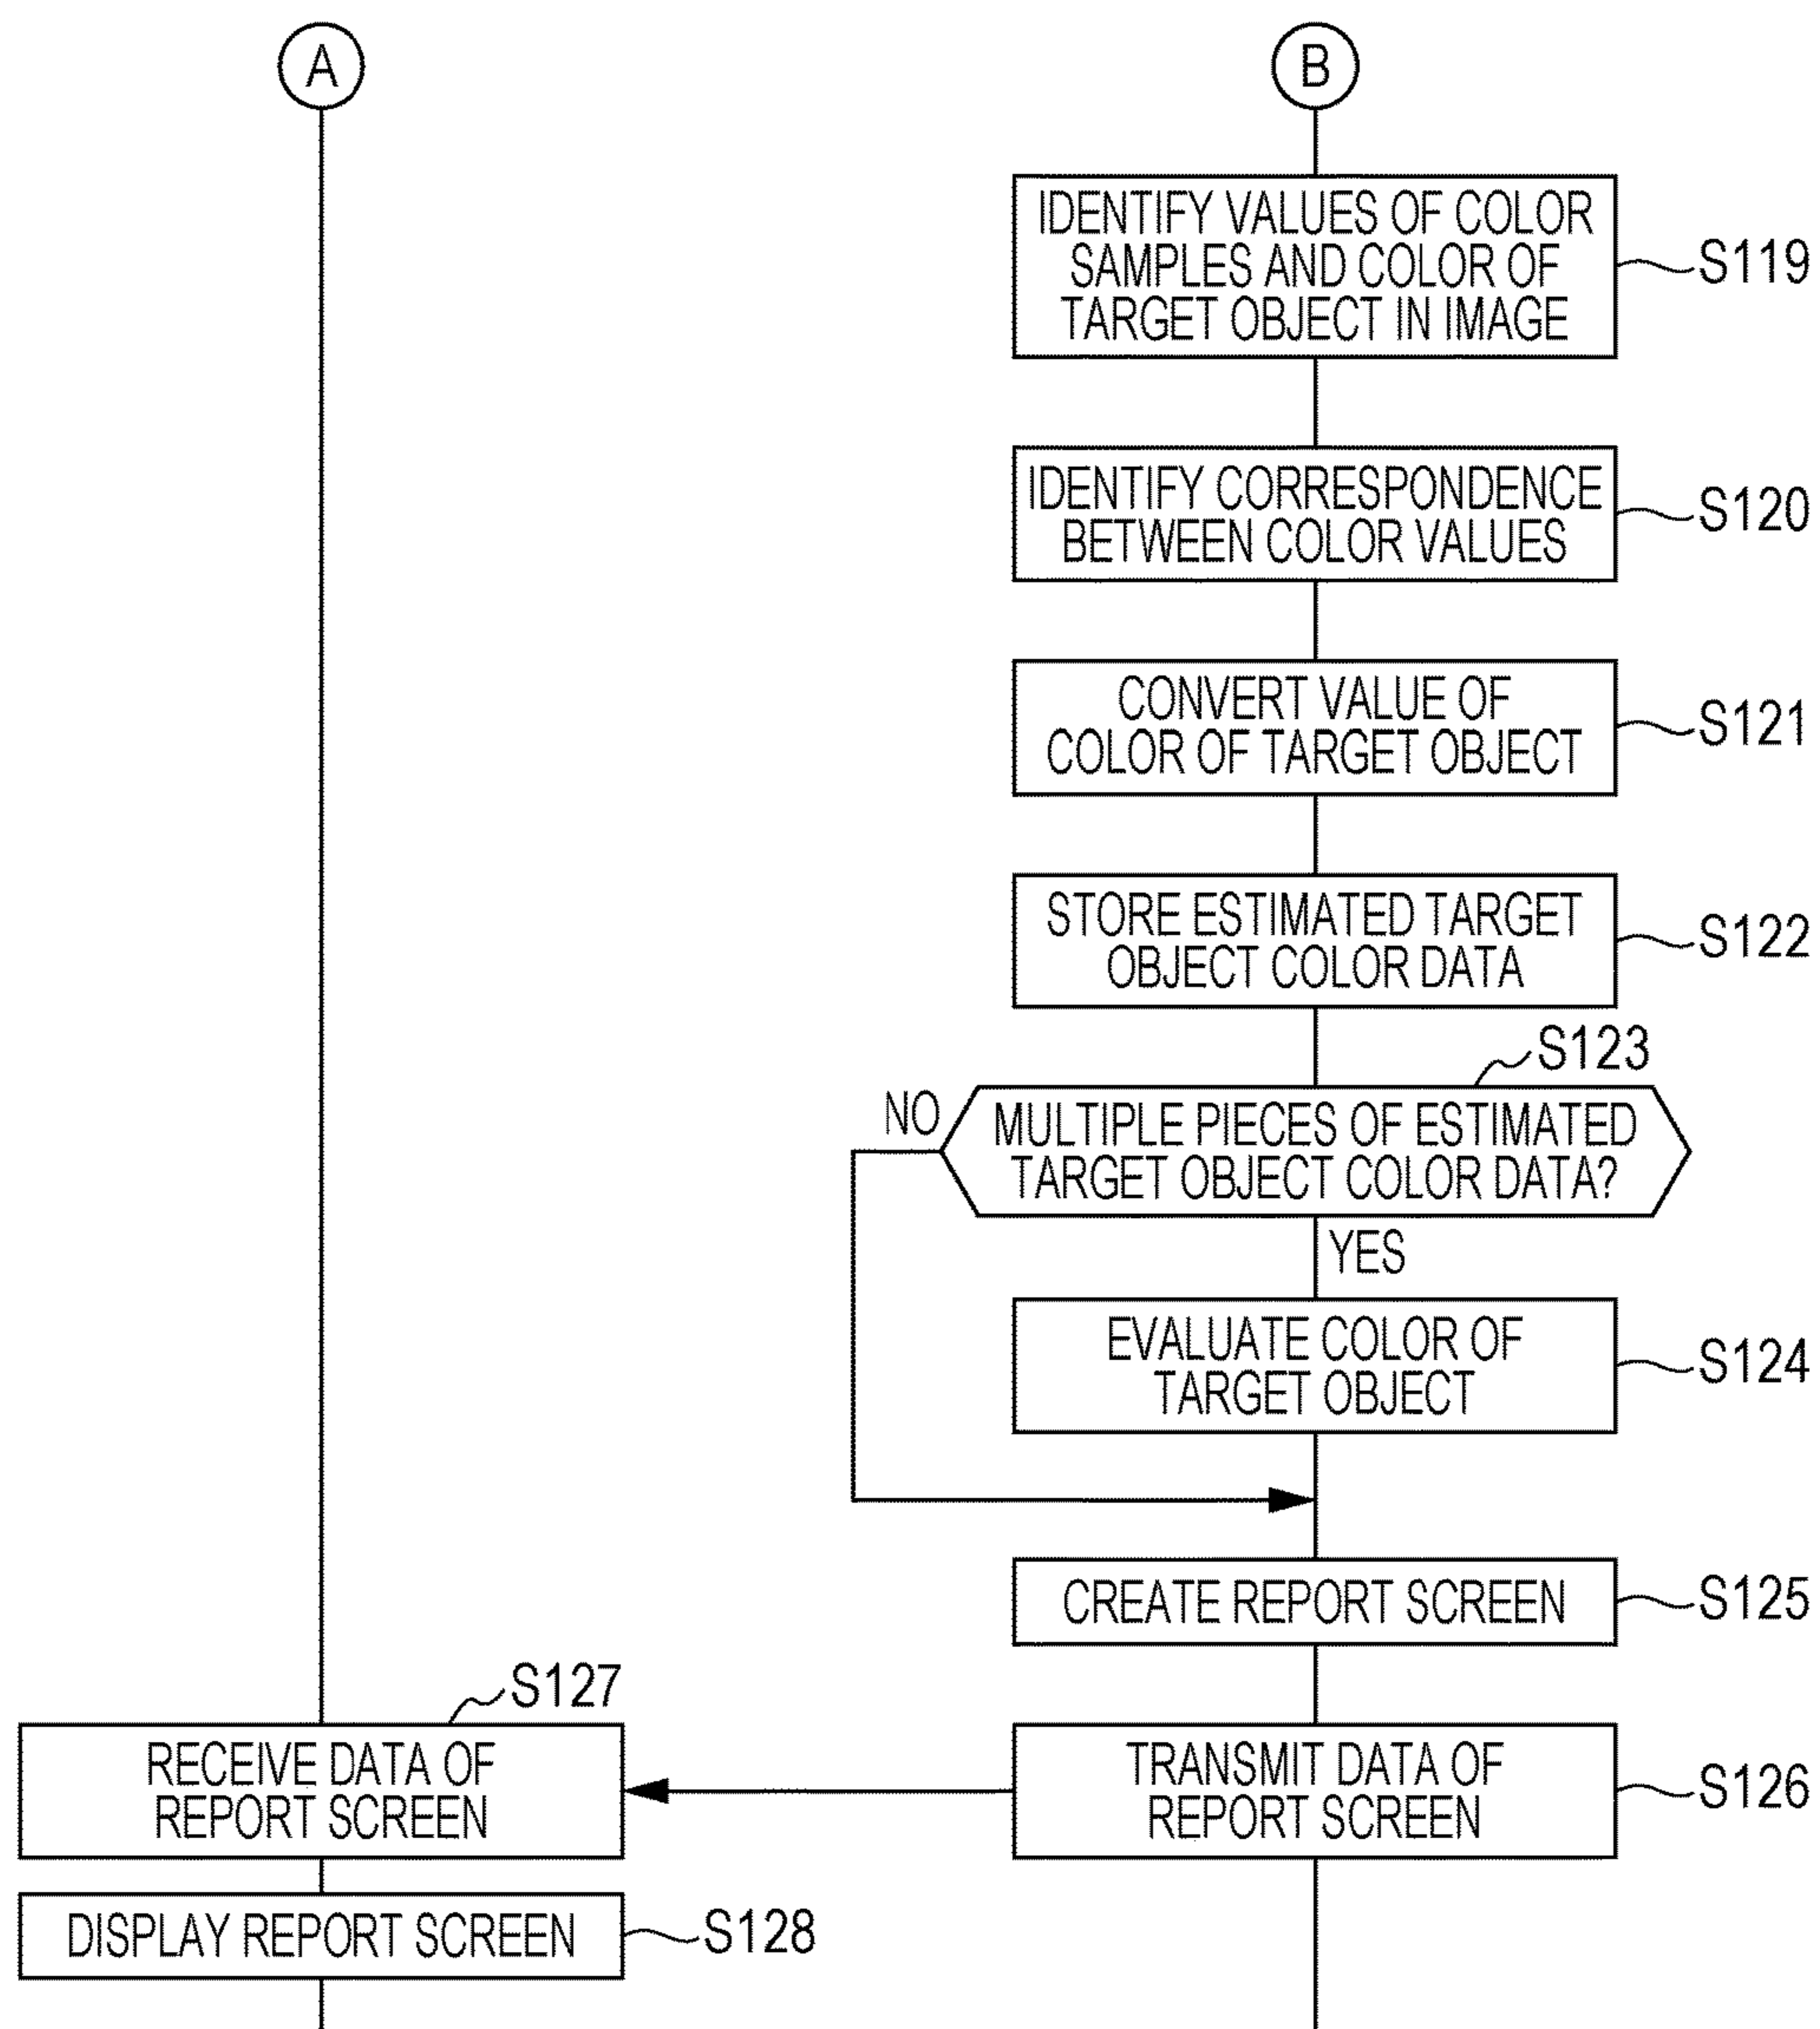 A
B
IDENTIFY VALUES OF COLOR
SAMPLES AND COLOR OF
TARGET OBJECT IN IMAGE
S119
IDENTIFY CORRESPONDENCE
BETWEEN COLOR VALUES
S120
CONVERT VALUE OF
COLOR OF TARGET OBJECT
S121
STORE ESTIMATED TARGET
OBJECT COLOR DATA
S122
S123
NO
MULTIPLE PIECES OF ESTIMATED
TARGET OBJECT COLOR DATA?
YES
EVALUATE COLOR OF
TARGET OBJECT
S124
CREATE REPORT SCREEN
S125
S127
RECEIVE DATA OF
REPORT SCREEN
TRANSMIT DATA OF
REPORT SCREEN
S126
DISPLAY REPORT SCREEN
S128